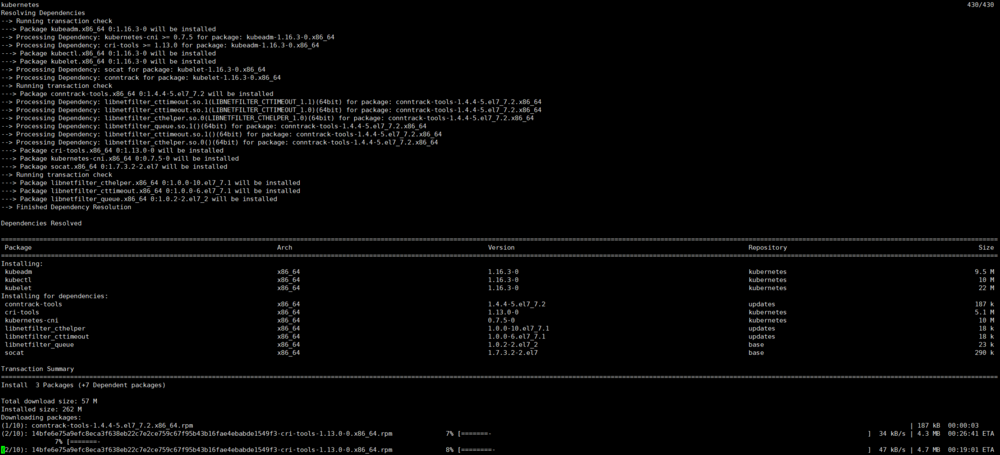 kubernetes 430/430
Resolving Dependencies
--> Running transaction check
---> Package kubeadm.x86_64 0:1.16.3-0 will be installed
--> Processing Dependency: kubernetes-cni >= 0.7.5 for package: kubeadm-1.16.3-0.x86_64
--> Processing Dependency: cri-tools >= 1.13.0 for package: kubeadm-1.16.3-0.x86_64
---> Package kubectl.x86_64 0:1.16.3-0 will be installed
---> Package kubelet.x86_64 0:1.16.3-0 will be installed
--> Processing Dependency: socat for package: kubelet-1.16.3-0.x86_64
--> Processing Dependency: conntrack for package: kubelet-1.16.3-0.x86_64
--> Running transaction check
---> Package conntrack-tools.x86_64 0:1.4.4-5.el7_7.2 will be installed
--> Processing Dependency: libnetfilter_cttimeout.so.1(LIBNETFILTER_CTTIMEOUT_1.1)(64bit) for package: conntrack-tools-1.4.4-5.el7_7.2.x86_64
--> Processing Dependency: libnetfilter_cttimeout.so.1(LIBNETFILTER_CTTIMEOUT_1.0)(64bit) for package: conntrack-tools-1.4.4-5.el7_7.2.x86_64
--> Processing Dependency: libnetfilter_cthelper.so.0(LIBNETFILTER_CTHELPER_1.0)(64bit) for package: conntrack-tools-1.4.4-5.el7_7.2.x86_64
--> Processing Dependency: libnetfilter_queue.so.1()(64bit) for package: conntrack-tools-1.4.4-5.el7_7.2.x86_64
--> Processing Dependency: libnetfilter_cttimeout.so.1()(64bit) for package: conntrack-tools-1.4.4-5.el7_7.2.x86_64
--> Processing Dependency: libnetfilter_cthelper.so.0()(64bit) for package: conntrack-tools-1.4.4-5.el7_7.2.x86_64
---> Package cri-tools.x86_64 0:1.13.0-0 will be installed
---> Package kubernetes-cni.x86_64 0:0.7.5-0 will be installed
---> Package socat.x86_64 0:1.7.3.2-2.el7 will be installed
--> Running transaction check
---> Package libnetfilter_cthelper.x86_64 0:1.0.0-10.el7_7.1 will be installed
---> Package libnetfilter_cttimeout.x86_64 0:1.0.0-6.el7_7.1 will be installed
---> Package libnetfilter_queue.x86_64 0:1.0.2-2.el7_2 will be installed
--> Finished Dependency Resolution
Dependencies Resolved
Package Arch Version Repository Size
Installing:
kubeadm x86_64 1.16.3-0 kubernetes 9.5 M
kubectl x86_64 1.16.3-0 kubernetes 10 M
kubelet x86_64 1.16.3-0 kubernetes 22 M
Installing for dependencies:
conntrack-tools x86_64 1.4.4-5.el7_7.2 updates 187 k
cri-tools x86_64 1.13.0-0 kubernetes 5.1 M
kubernetes-cni x86_64 0.7.5-0 kubernetes 10 M
libnetfilter_cthelper x86_64 1.0.0-10.el7_7.1 updates 18 k
libnetfilter_cttimeout x86_64 1.0.0-6.el7_7.1 updates 18 k
libnetfilter_queue x86_64 1.0.2-2.el7_2 base 23 k
socat x86_64 1.7.3.2-2.el7 base 290 k
Transaction Summary
Install 3 Packages (+7 Dependent packages)
Total download size: 57 M
Installed size: 262 M
Downloading packages:
(1/10): conntrack-tools-1.4.4-5.el7_7.2.x86_64.rpm | 187 kB 00:00:03
(2/10): 14bfe6e75a9efc8eca3f638eb22c7e2ce759c67f95b43b16fae4ebabde1549f3-cri-tools-1.13.0-0.x86_64.rpm 7% [=======- ] 34 kB/s | 4.3 MB 00:26:41 ETA
7% [=======-
(2/10): 14bfe6e75a9efc8eca3f638eb22c7e2ce759c67f95b43b16fae4ebabde1549f3-cri-tools-1.13.0-0.x86_64.rpm 8% [========- ] 47 kB/s | 4.7 MB 00:19:01 ETA